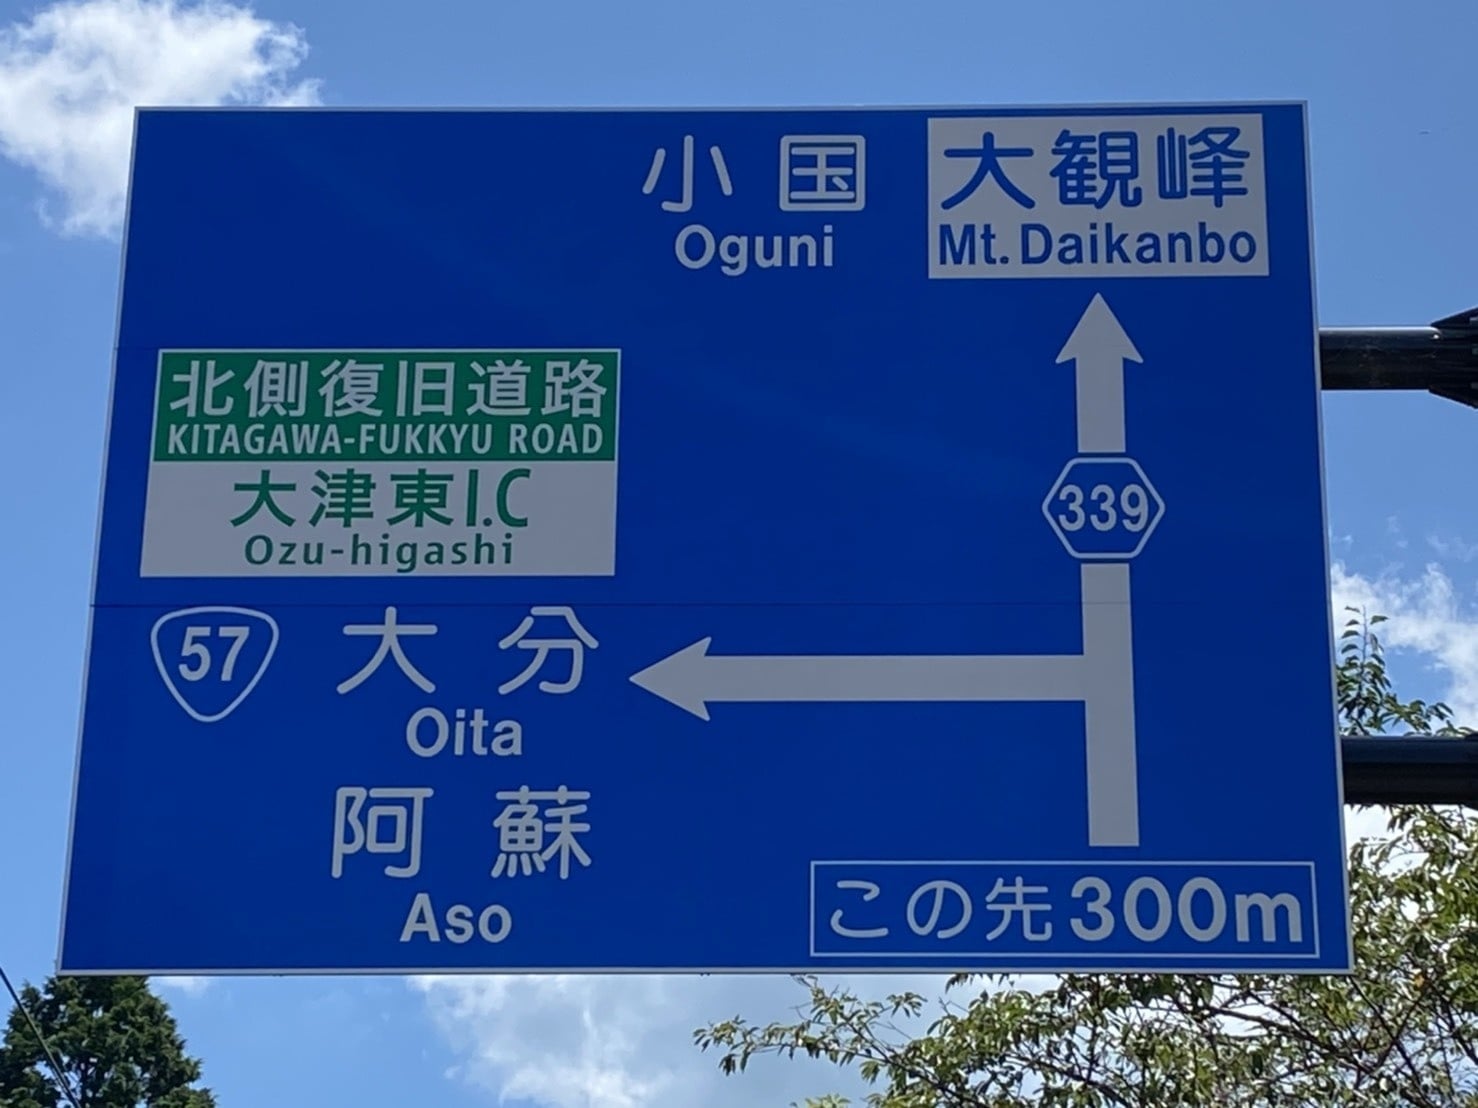 小国
Oguni
大観峰
Mt. Daikanbo
北側復旧道路
KITAGAWA-FUKKYU ROAD
大津東I.C
Ozu-higashi
339
57
大分
Oita
阿蘇
Aso
この先300m